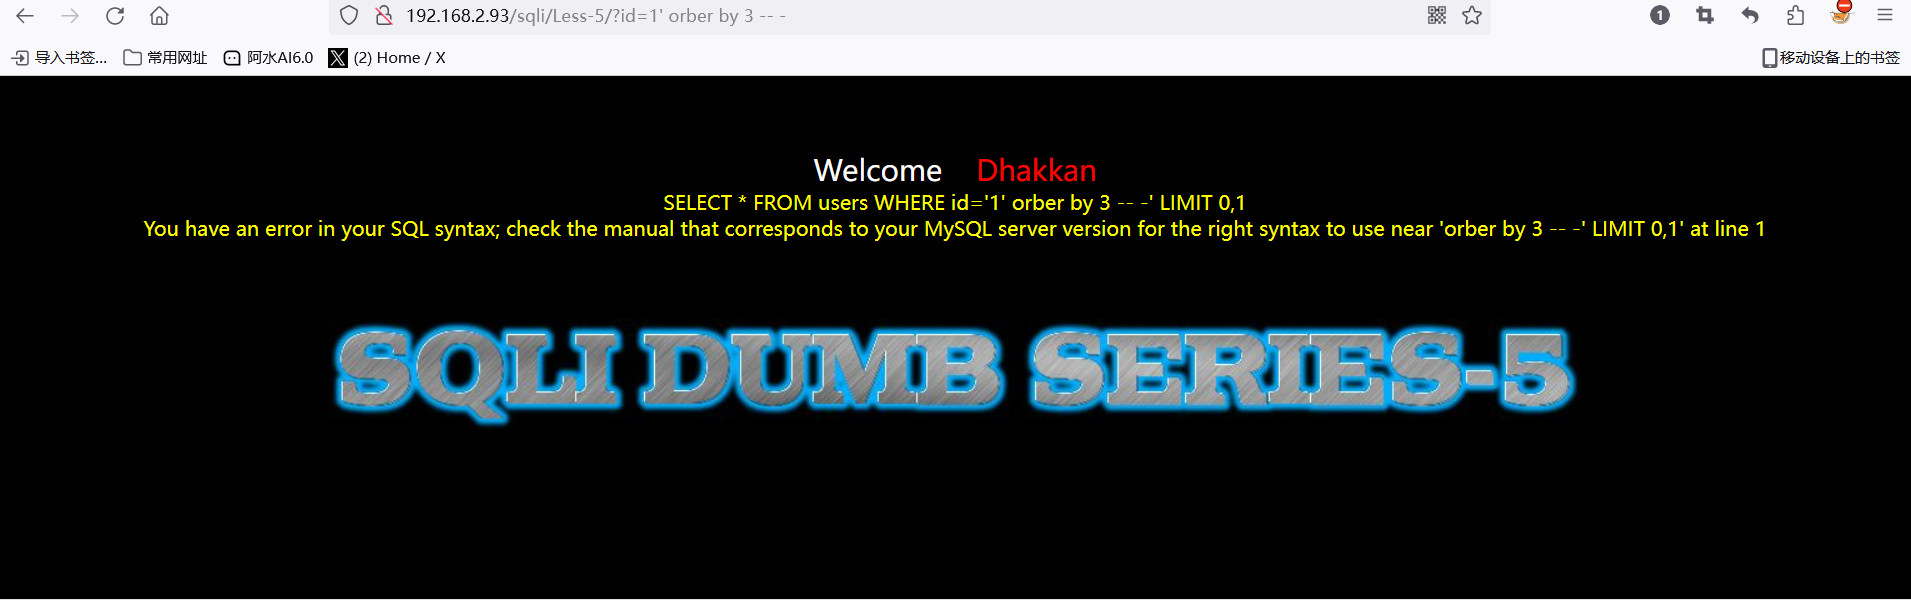 192.168.2.93/sqli/Less-5/?id=1' orber by 3 -- -
1
导入书签... 常用网址 阿水AI6.0 X (2) Home / X 移动设备上的书签
Welcome Dhakkan
SELECT * FROM users WHERE id='1' orber by 3 -- -' LIMIT 0,1
You have an error in your SQL syntax; check the manual that corresponds to your MySQL server version for the right syntax to use near 'orber by 3 -- -' LIMIT 0,1' at line 1
SQLI DUMB SERIES-5